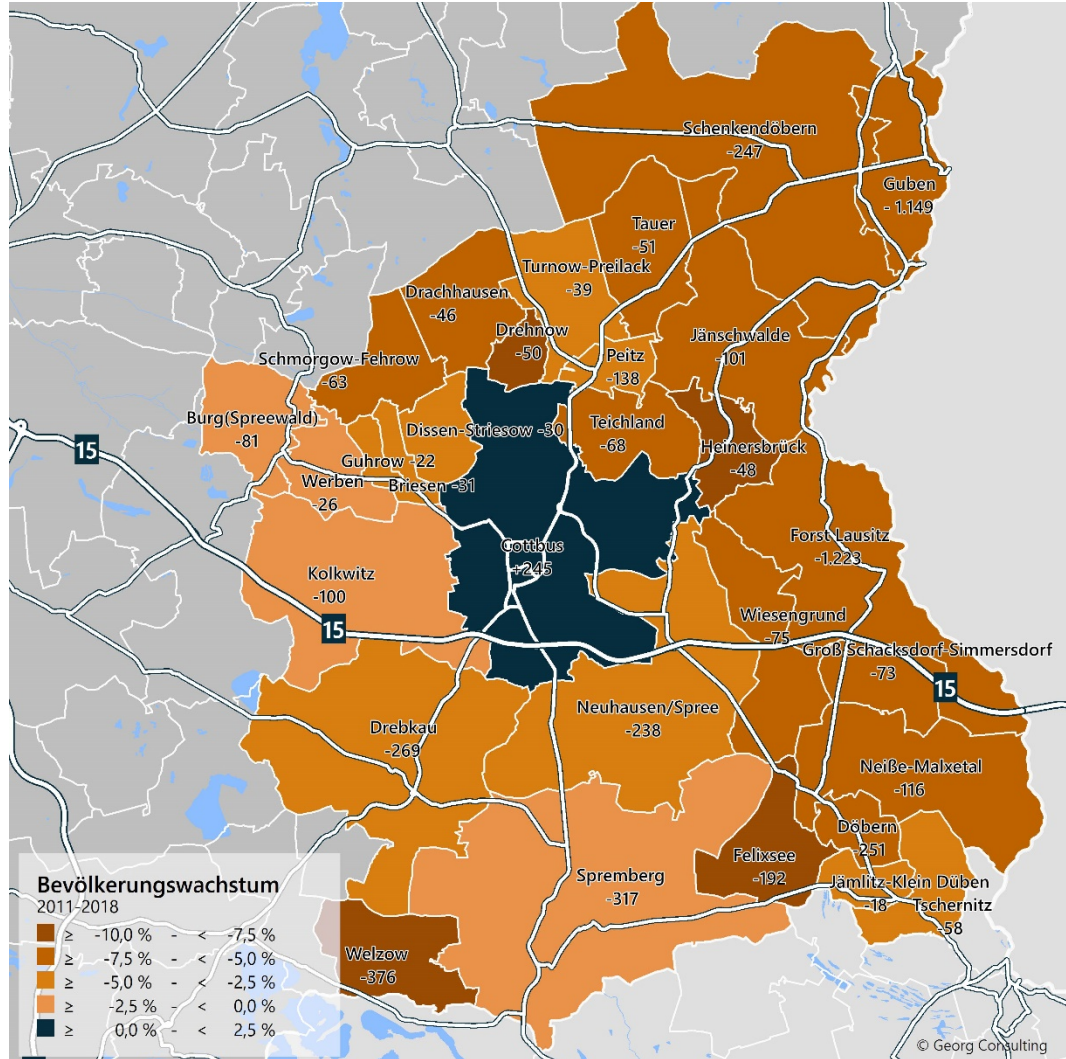 Schenkendöbern
-247
Guben
- 1.149
Tauer
-51
Turnow-Preilack
-39
Drachhausen
-46
Drehnow
-50
Jänschwalde
-101
Peitz
-138
Schmorgow-Fehrow
-63
Burg(Spreewald)
-81
Dissen-Striesow -30
Teichland
-68
Heinersbrück
-48
15
Guhrow -22
Werben
-26
Briesen -31
Forst-Lausitz
-1.223
Cottbus
+245
Kolkwitz
-100
15
Wiesengrund
-75
Groß Schacksdorf-Simmersdorf
-73
15
Neuhausen/Spree
-238
Drebkau
-269
Neiße-Malxetal
-116
Döbern
-251
Felixsee
-192
Spremberg
-317
Jämlitz-Klein Düben
-18
Tschernitz
-58
Welzow
-376
Bevölkerungswachstum
2011-2018
≥ -10,0 % - < -7,5 %
≥ -7,5 % - < -5,0 %
≥ -5,0 % - < -2,5 %
≥ -2,5 % - < 0,0 %
≥ 0,0 % - < 2,5 %
© Georg Consulting